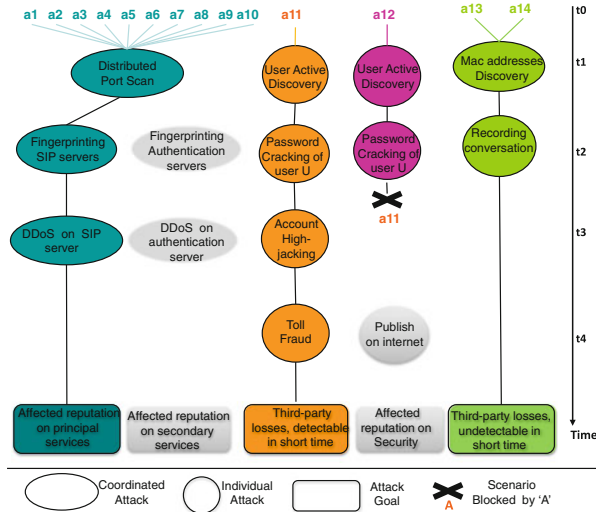 a1 a2 a3 a4 a5 a6 a7 a8 a9 a10
a11
a12
a13 a14
t0
Distributed
Port Scan
User Active
Discovery
User Active
Discovery
Mac addresses
Discovery
t1
Fingerprinting
SIP servers
Fingerprinting
Authentication
servers
Password
Cracking of
user U
Password
Cracking of
user U
Recording
conversation
t2
a11
DDoS on SIP
server
DDoS on
authentication
server
Account
High-
jacking
t3
Toll
Fraud
Publish
on internet
t4
Affected reputation
on principal
services
Affected reputation
on secondary
services
Third-party
losses, detectable
in short time
Affected
reputation on
Security
Third-party losses,
undetectable in
short time
Time
Coordinated
Attack
Individual
Attack
Attack
Goal
A
Scenario
Blocked by 'A'